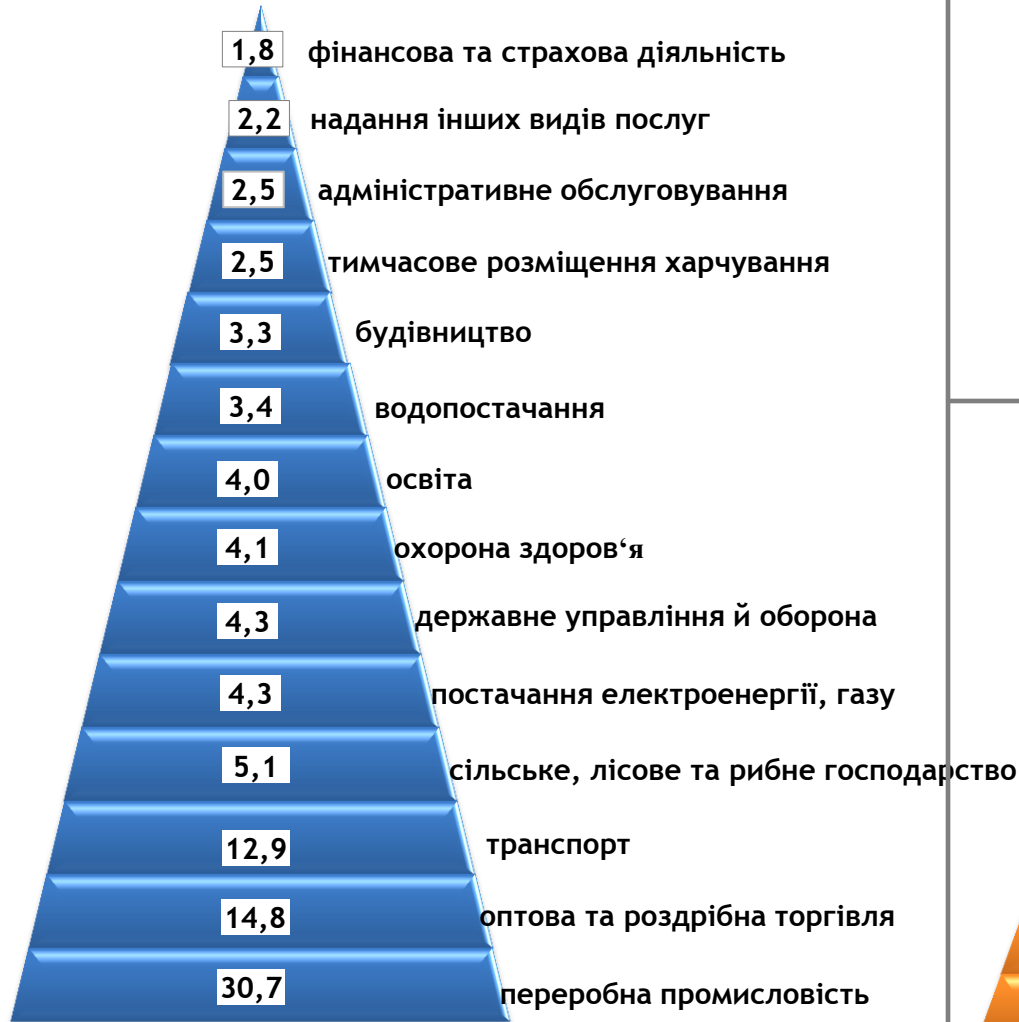 1,8 фінансова та страхова діяльність
2,2 надання інших видів послуг
2,5 адміністративне обслуговування
2,5 тимчасове розміщення харчування
3,3 будівництво
3,4 водопостачання
4,0 освіта
4,1 охорона здоров‘я
4,3 державне управління й оборона
4,3 постачання електроенергії, газу
5,1 сільське, лісове та рибне господарство
12,9 транспорт
14,8 оптова та роздрібна торгівля
30,7 переробна промисловість